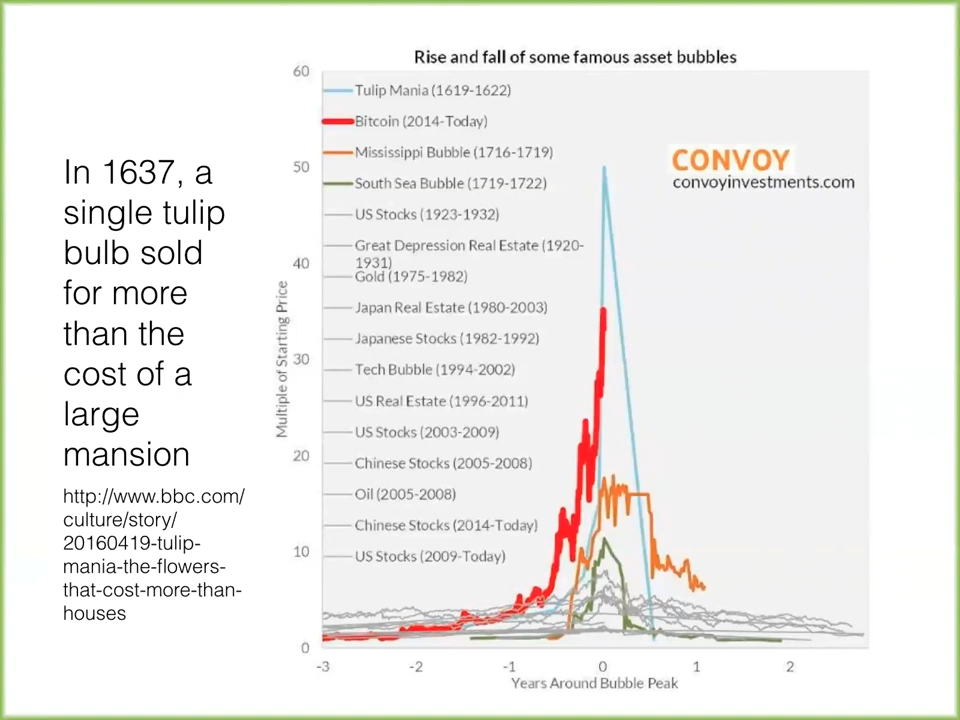 In 1637, a
single tulip
bulb sold
for more
than the
cost of a
large
mansion
http://www.bbc.com/
culture/story/
20160419-tulip-
mania-the-flowers-
that-cost-more-than-
houses
Rise and fall of some famous asset bubbles
60
50
40
30
20
10
0
Multiple of Starting Price
Tulip Mania (1619-1622)
Bitcoin (2014-Today)
Mississippi Bubble (1716-1719)
South Sea Bubble (1719-1722)
US Stocks (1923-1932)
Great Depression Real Estate (1920-
1931)
Gold (1975-1982)
Japan Real Estate (1980-2003)
Japanese Stocks (1982-1992)
Tech Bubble (1994-2002)
US Real Estate (1996-2011)
US Stocks (2003-2009)
Chinese Stocks (2005-2008)
Oil (2005-2008)
Chinese Stocks (2014-Today)
US Stocks (2009-Today)
CONVOY
convoyinvestments.com
-3 -2 -1 0 1 2
Years Around Bubble Peak